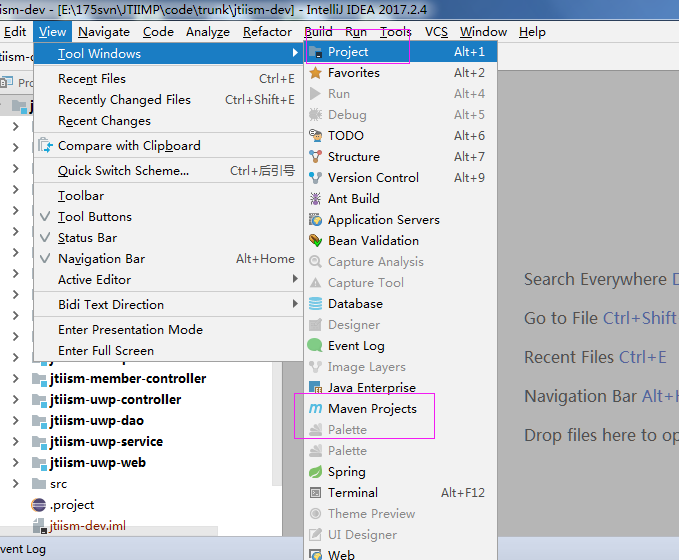 ism-dev - [E:\175svn\JTIIMP\code\trunk\jtiism-dev] - IntelliJ IDEA 2017.2.4
Edit View Navigate Code Analyze Refactor Build Run Tools VCS Window Help
Tool Windows
Recent Files Ctrl+E
Recently Changed Files Ctrl+Shift+E
Recent Changes
Compare with Clipboard
Quick Switch Scheme... Ctrl+后引号
Toolbar
Tool Buttons
Status Bar
Navigation Bar Alt+Home
Active Editor
Bidi Text Direction
Enter Presentation Mode
Enter Full Screen
Project Alt+1
Favorites Alt+2
Run Alt+4
Debug Alt+5
TODO Alt+6
Structure Alt+7
Version Control Alt+9
Ant Build
Application Servers
Bean Validation
Capture Analysis
Capture Tool
Database
Designer
Event Log
Image Layers
Java Enterprise
Maven Projects
Palette
Palette
Spring
Terminal Alt+F12
Theme Preview
UI Designer
Web
jtiism-member-controller
jtiism-uwp-controller
jtiism-uwp-dao
jtiism-uwp-service
jtiism-uwp-web
src
.project
jtiism-dev.iml
Search Everywhere D
Go to File Ctrl+Shift
Recent Files Ctrl+E
Navigation Bar Alt+
Drop files here to op
vent Log